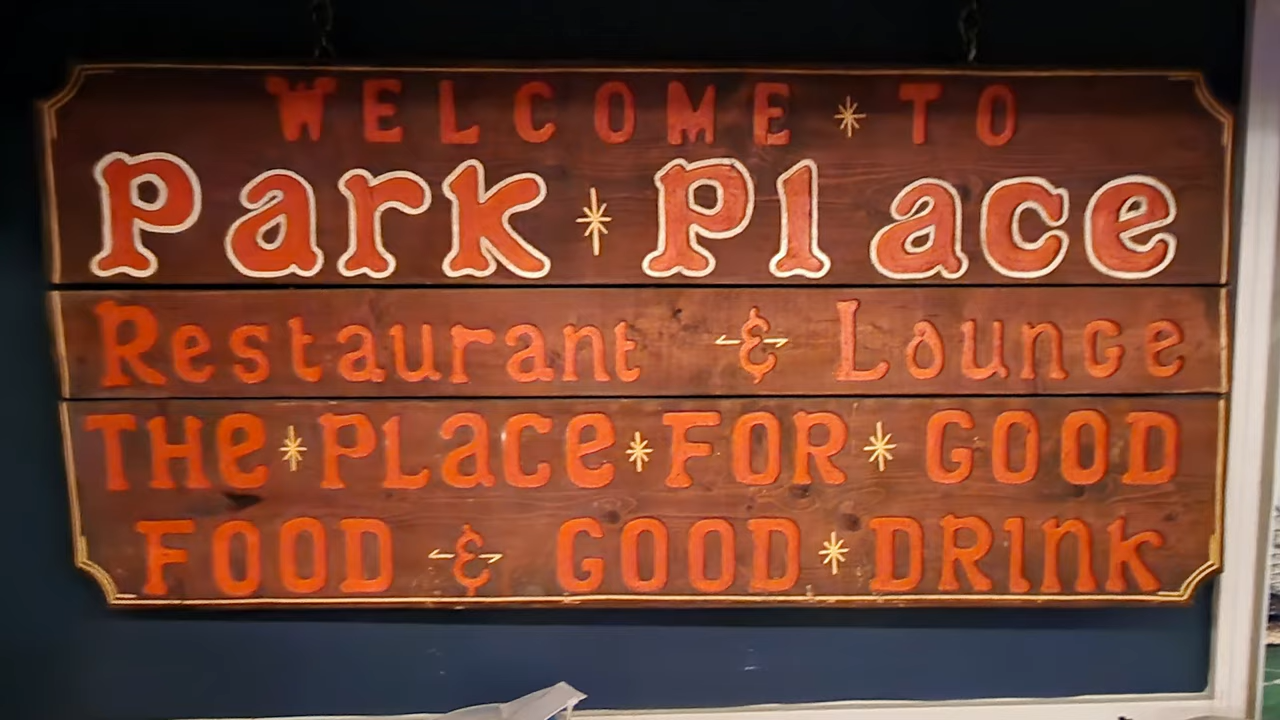 WELCOME TO
Park Place
Restaurant & Lounge
THe PLace FOR GOOD
FOOD & GOOD DRink